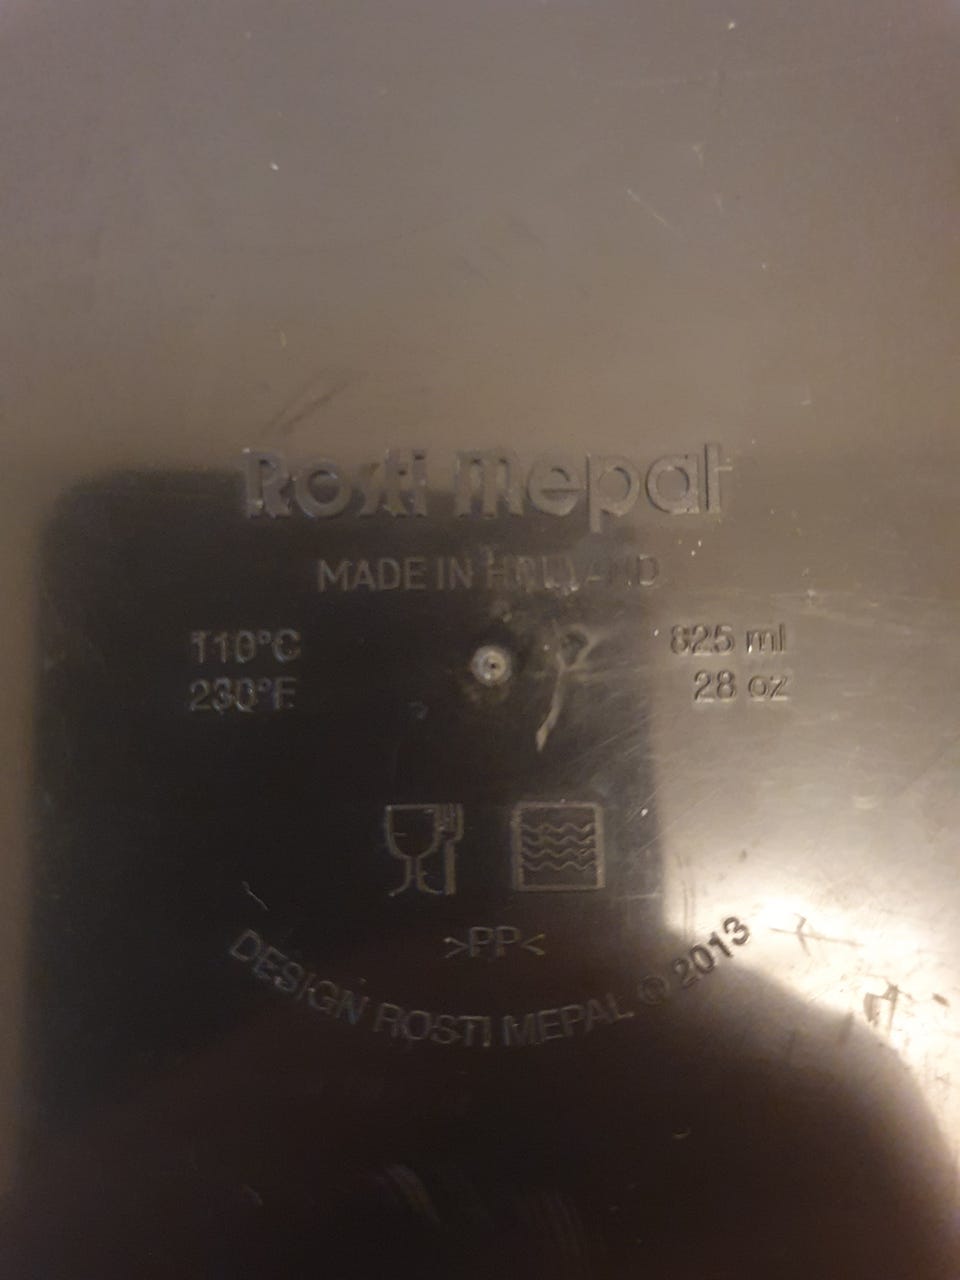 Rosti mepal
MADE IN HOLLAND
110°C
230°F
825 ml
28 oz
>PP<
DESIGN ROSTI MEPAL © 2013